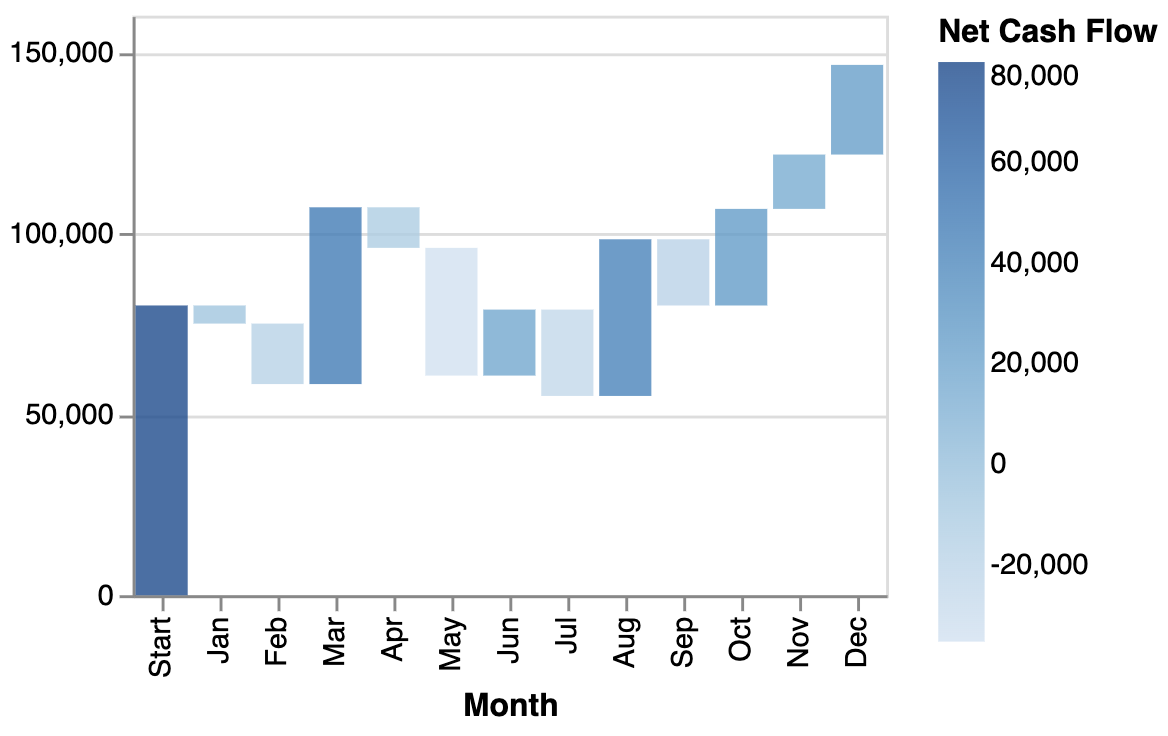 150,000
100,000
50,000
0
Start
Jan
Feb
Mar
Apr
May
Jun
Jul
Aug
Sep
Oct
Nov
Dec
Month
Net Cash Flow
80,000
60,000
40,000
20,000
0
-20,000